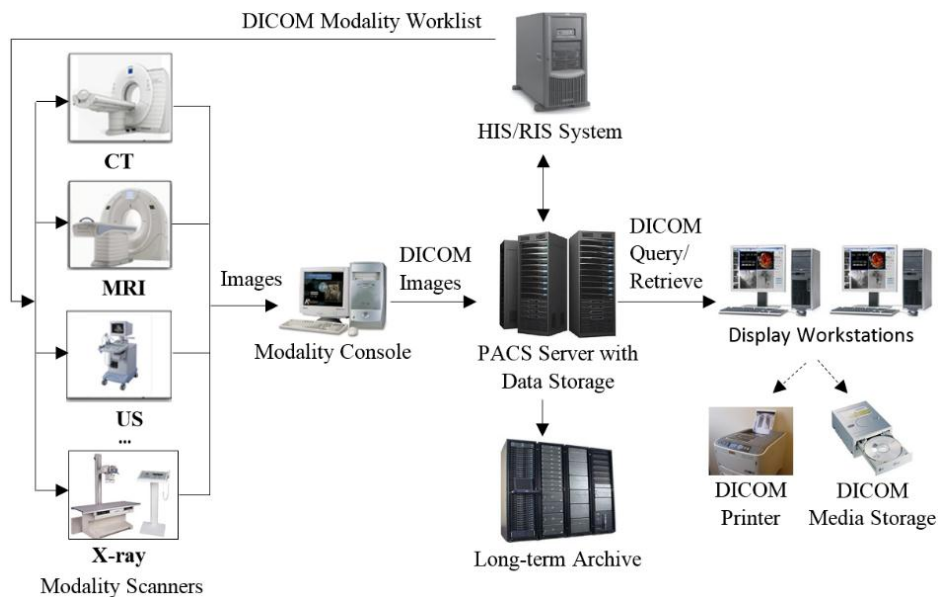 DICOM Modality Worklist
HIS/RIS System
CT
MRI
US
...
X-ray
Modality Scanners
Images
Modality Console
DICOM
Images
PACS Server with
Data Storage
Long-term Archive
DICOM
Query/
Retrieve
Display Workstations
DICOM
Printer
DICOM
Media Storage